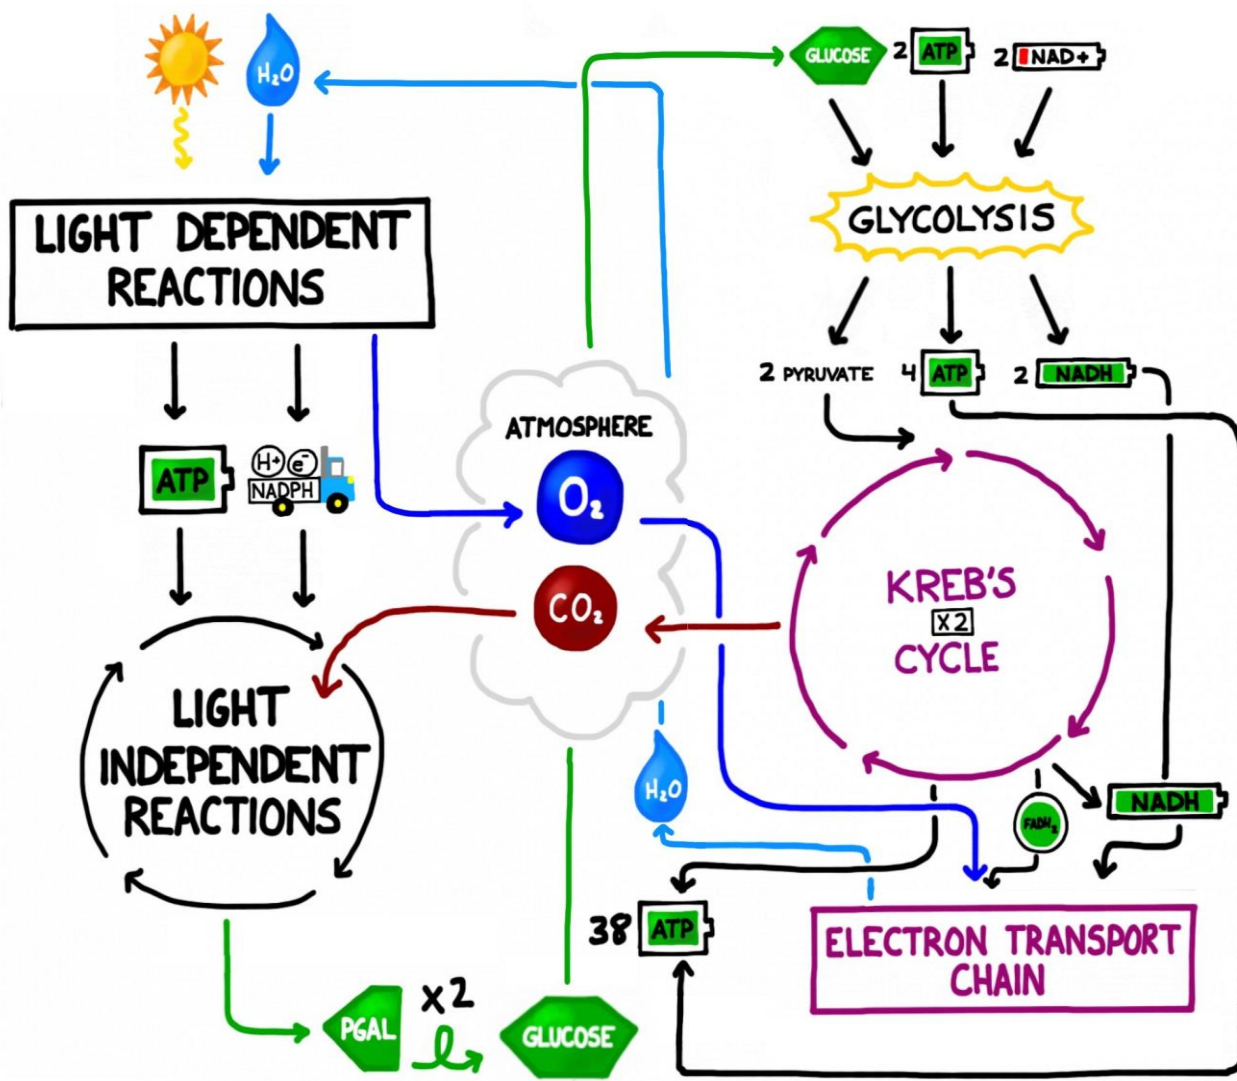 H₂O
GLUCOSE
2 ATP
2 NAD+
LIGHT DEPENDENT
REACTIONS
GLYCOLYSIS
2 PYRUVATE
4 ATP
2 NADH
ATP
H+ e⁻
NADPH
ATMOSPHERE
O₂
CO₂
KREB'S
X2
CYCLE
LIGHT
INDEPENDENT
REACTIONS
H₂O
FADH₂
NADH
38 ATP
ELECTRON TRANSPORT
CHAIN
PGAL
X2
GLUCOSE